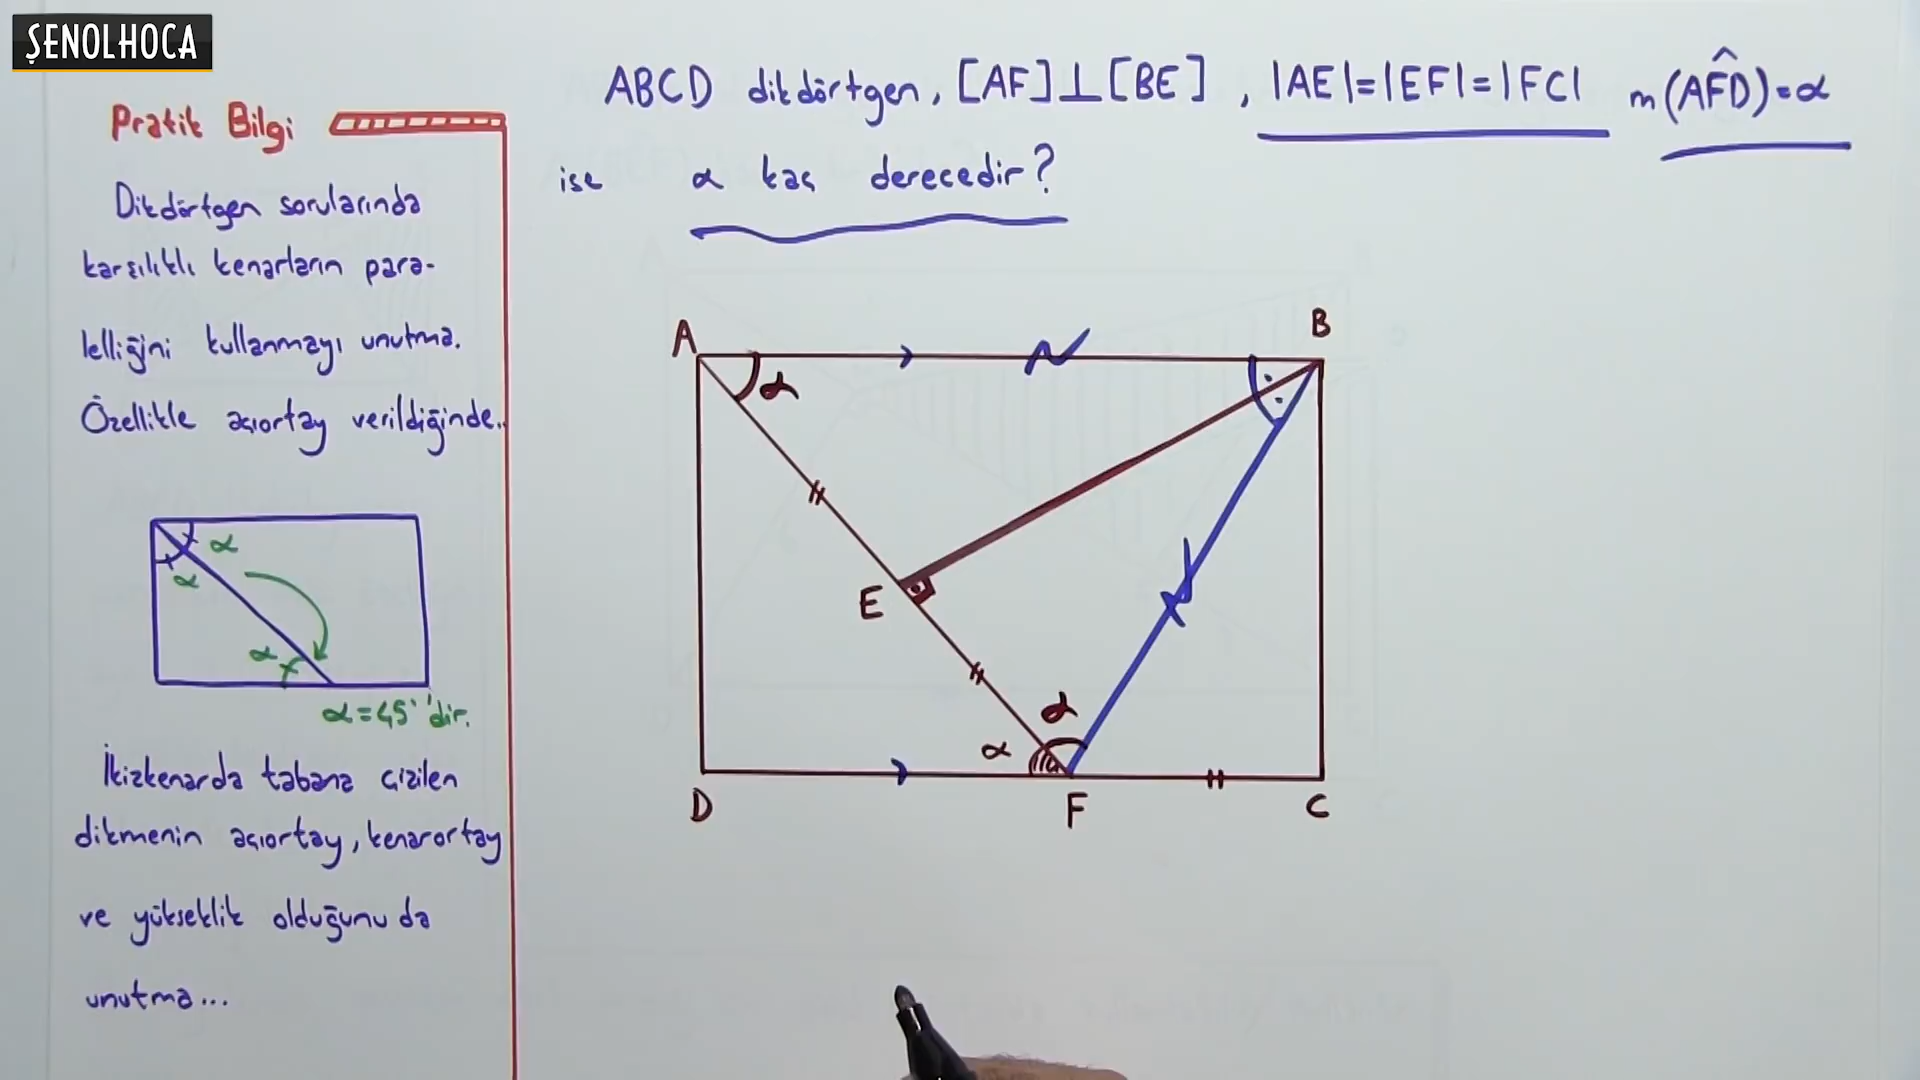 ŞENOLHOCA
ABCD dikdörtgen, [AF]⊥[BE], |AE|=|EF|=|FC| m(AF̂D)=α
ise α kaç derecedir?
Pratik Bilgi
Dikdörtgen sorularında
karşılıklı kenarların para-
lelliğini kullanmayı unutma.
Özellikle açıortay verildiğinde..
α
α
α
α=45° 'dir.
İkizkenarda tabana çizilen
dikmenin açıortay, kenarortay
ve yükseklik olduğunu da
unutma...
A
B
α
E
α
α
D
F
C